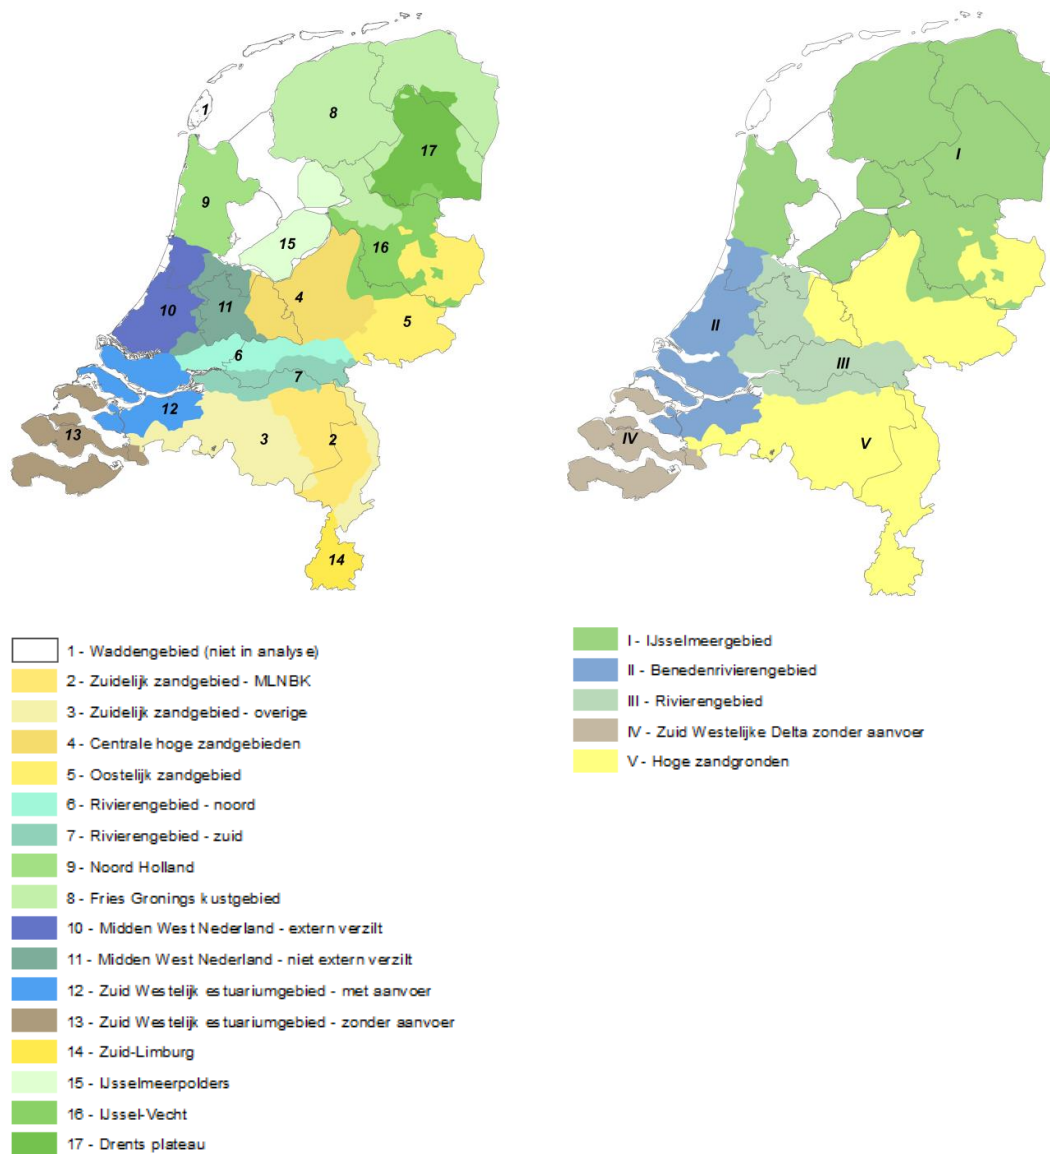 1
8
17
9
15
16
10
11
4
5
6
7
12
3
2
13
14
I
II
III
IV
V
1 - Waddengebied (niet in analyse)
2 - Zuidelijk zandgebied - MLNBK
3 - Zuidelijk zandgebied - overige
4 - Centrale hoge zandgebieden
5 - Oostelijk zandgebied
6 - Rivierengebied - noord
7 - Rivierengebied - zuid
9 - Noord Holland
8 - Fries Gronings kustgebied
10 - Midden West Nederland - extern verzilt
11 - Midden West Nederland - niet extern verzilt
12 - Zuid Westelijk estuariumgebied - met aanvoer
13 - Zuid Westelijk estuariumgebied - zonder aanvoer
14 - Zuid-Limburg
15 - IJsselmeerpolders
16 - IJssel-Vecht
17 - Drents plateau
I - IJsselmeergebied
II - Benedenrivierengebied
III - Rivierengebied
IV - Zuid Westelijke Delta zonder aanvoer
V - Hoge zandgronden